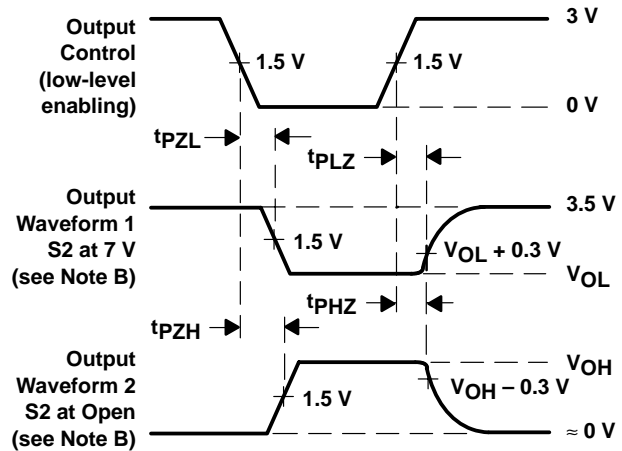 Output
Control
(low-level
enabling)
1.5 V
1.5 V
3 V
0 V
tPZL
tPLZ
Output
Waveform 1
S2 at 7 V
(see Note B)
1.5 V
3.5 V
VOL + 0.3 V
VOL
tPZH
tPHZ
Output
Waveform 2
S2 at Open
(see Note B)
1.5 V
VOH
VOH – 0.3 V
≈ 0 V